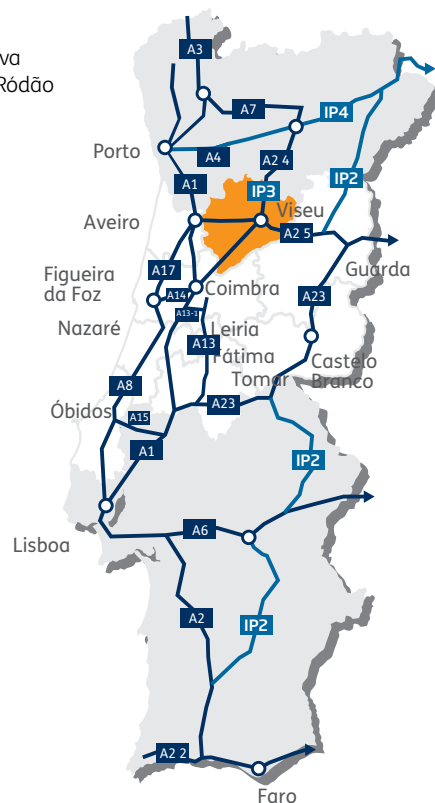 va
Ródão
A3
A7
IP4
Porto
A4
A2 4
IP2
A1
IP3
Aveiro
Viseu
A2 5
A17
Guarda
Figueira
da Foz
A14
Coimbra
A23
A13-1
Nazaré
Leiria
A13
Fátima
Castelo
Branco
Tomar
A8
A23
Óbidos
A15
A1
IP2
A6
Lisboa
A2
IP2
A2 2
Faro